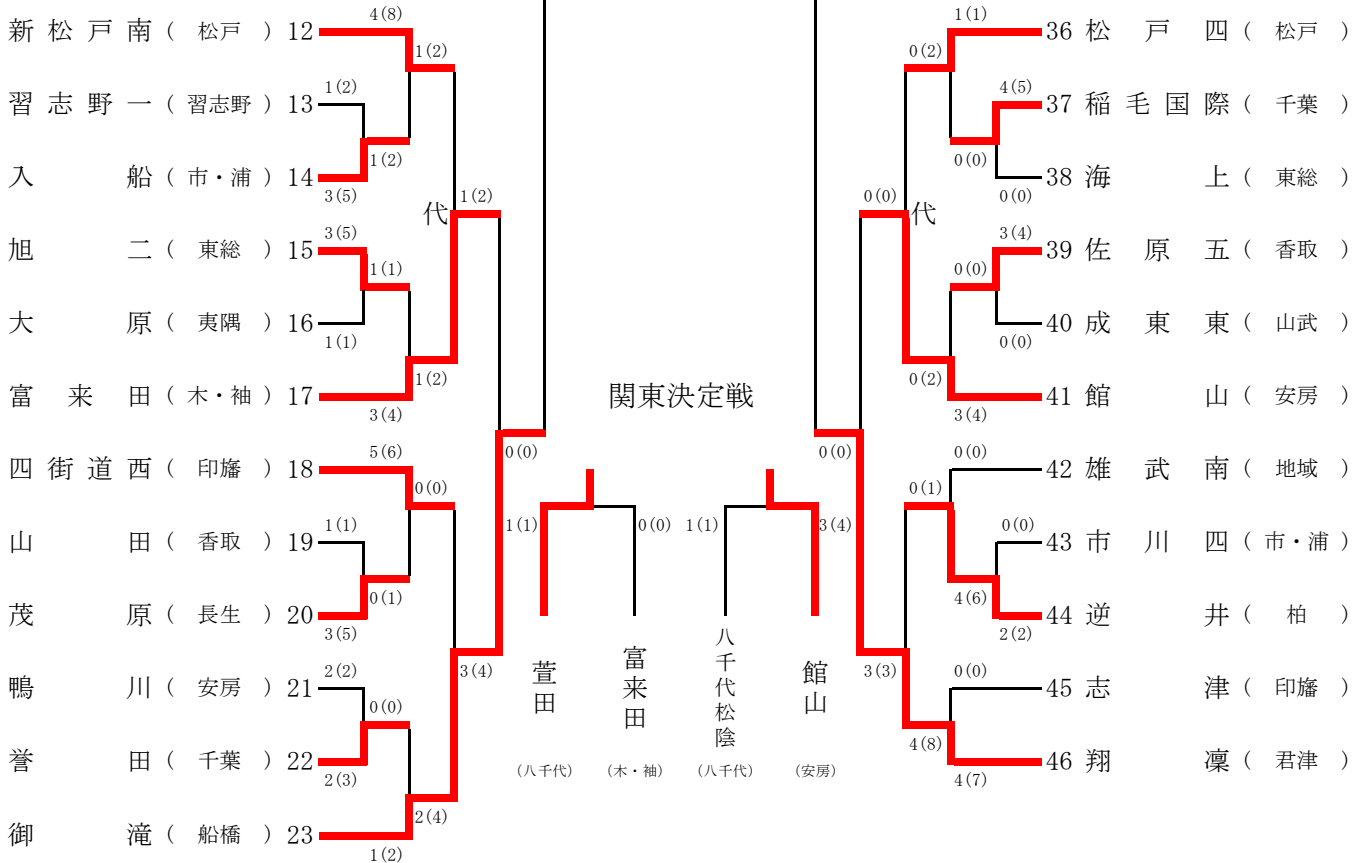 4(8)
新松戸南（ 松戸 ）12
1(2)
1(2)
習志野一（ 習志野 ）13
1(2)
入船（ 市・浦 ）14
3(5)
代
1(2)
3(5)
旭二（ 東総 ）15
1(1)
大原（ 夷隅 ）16
1(1)
1(2)
富来田（ 木・袖 ）17
3(4)
5(6)
四街道西（ 印旛 ）18
0(0)
1(1)
山田（ 香取 ）19
0(1)
茂原（ 長生 ）20
3(5)
3(4)
2(2)
鴨川（ 安房 ）21
0(0)
誉田（ 千葉 ）22
2(3)
2(4)
御滝（ 船橋 ）23
1(2)
0(0)
関東決定戦
1(1)
0(0)
1(1)
3(4)
萱田
（八千代）
富来田
（木・袖）
八千代松陰
（八千代）
館山
（安房）
0(0)
1(1)
36 松戸四（ 松戸 ）
0(2)
4(5)
37 稲毛国際（ 千葉 ）
0(0)
38 海上（ 東総 ）
0(0)
0(0)
代
3(4)
39 佐原五（ 香取 ）
0(0)
40 成東東（ 山武 ）
0(0)
0(2)
41 館山（ 安房 ）
3(4)
0(0)
42 雄武南（ 地域 ）
0(1)
0(0)
43 市川四（ 市・浦 ）
4(6)
44 逆井（ 柏 ）
2(2)
3(3)
0(0)
45 志津（ 印旛 ）
4(8)
46 翔凜（ 君津 ）
4(7)